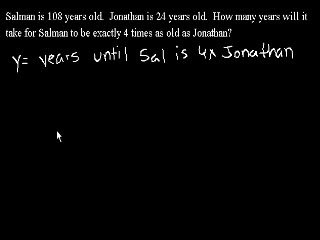 Salman is 108 years old. Jonathan is 24 years old. How many years will it
take for Salman to be exactly 4 times as old as Jonathan?
y= years until Sal is 4x Jonathan